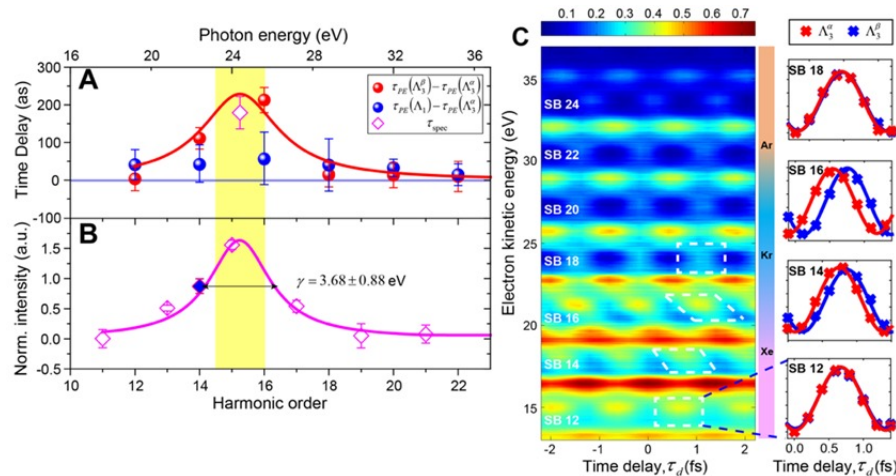 Photon energy (eV)
16 20 24 28 32 36
A
300
200
100
0
-100
Time Delay (as)
τPE(Λ₃^β)−τPE(Λ₃^α)
τPE(Λ₁)−τPE(Λ₃^α)
τspec
B
1.5
1.0
0.5
0.0
-0.5
Norm. intensity (a.u.)
γ = 3.68±0.88 eV
10 12 14 16 18 20 22
Harmonic order
C
0.1 0.2 0.3 0.4 0.5 0.6 0.7
Electron kinetic energy (eV)
35
30
25
20
15
SB 24
SB 22
SB 20
SB 18
SB 16
SB 14
SB 12
-2 -1 0 1 2
Time delay,τd(fs)
Ar
Kr
Xe
Λ₃^α Λ₃^β
SB 18
SB 16
SB 14
SB 12
0.0 0.5 1.0
Time delay,τd(fs)